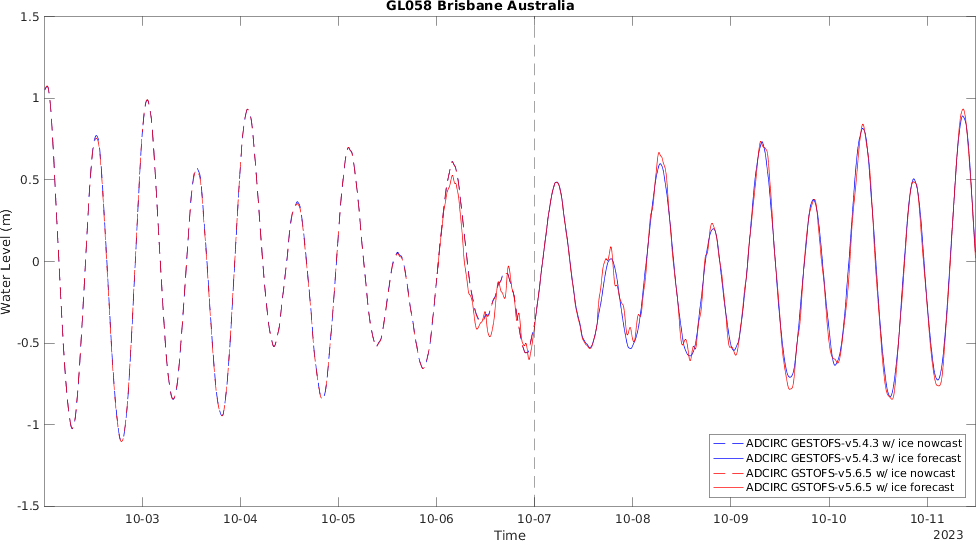 GL058 Brisbane Australia
1.5
1
0.5
0
-0.5
-1
-1.5
Water Level (m)
10-03 10-04 10-05 10-06 10-07 10-08 10-09 10-10 10-11
Time
2023
ADCIRC GESTOFS-v5.4.3 w/ ice nowcast
ADCIRC GESTOFS-v5.4.3 w/ ice forecast
ADCIRC GSTOFS-v5.6.5 w/ ice nowcast
ADCIRC GSTOFS-v5.6.5 w/ ice forecast